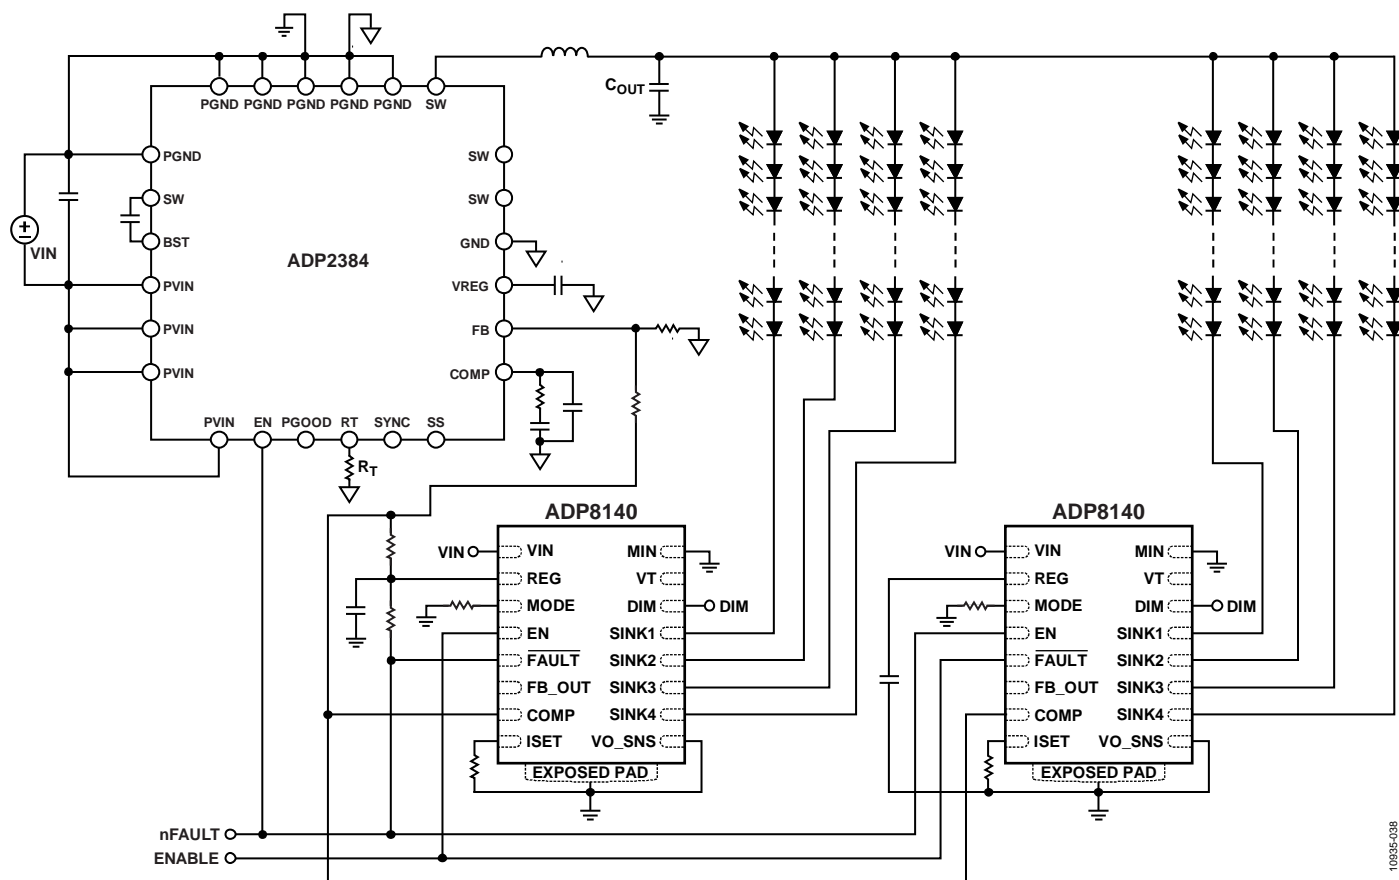 PGND PGND PGND PGND PGND SW
COUT
PGND
SW
SW
SW
BST
GND
VIN
ADP2384
PVIN
VREG
PVIN
FB
PVIN
COMP
PVIN EN PGOOD RT SYNC SS
RT
ADP8140
VIN
VIN
MIN
REG
VT
MODE
DIM
DIM
EN
SINK1
FAULT
SINK2
FB_OUT
SINK3
COMP
SINK4
ISET
VO_SNS
EXPOSED PAD
ADP8140
VIN
VIN
MIN
REG
VT
MODE
DIM
DIM
EN
SINK1
FAULT
SINK2
FB_OUT
SINK3
COMP
SINK4
ISET
VO_SNS
EXPOSED PAD
nFAULT
ENABLE
10935-038